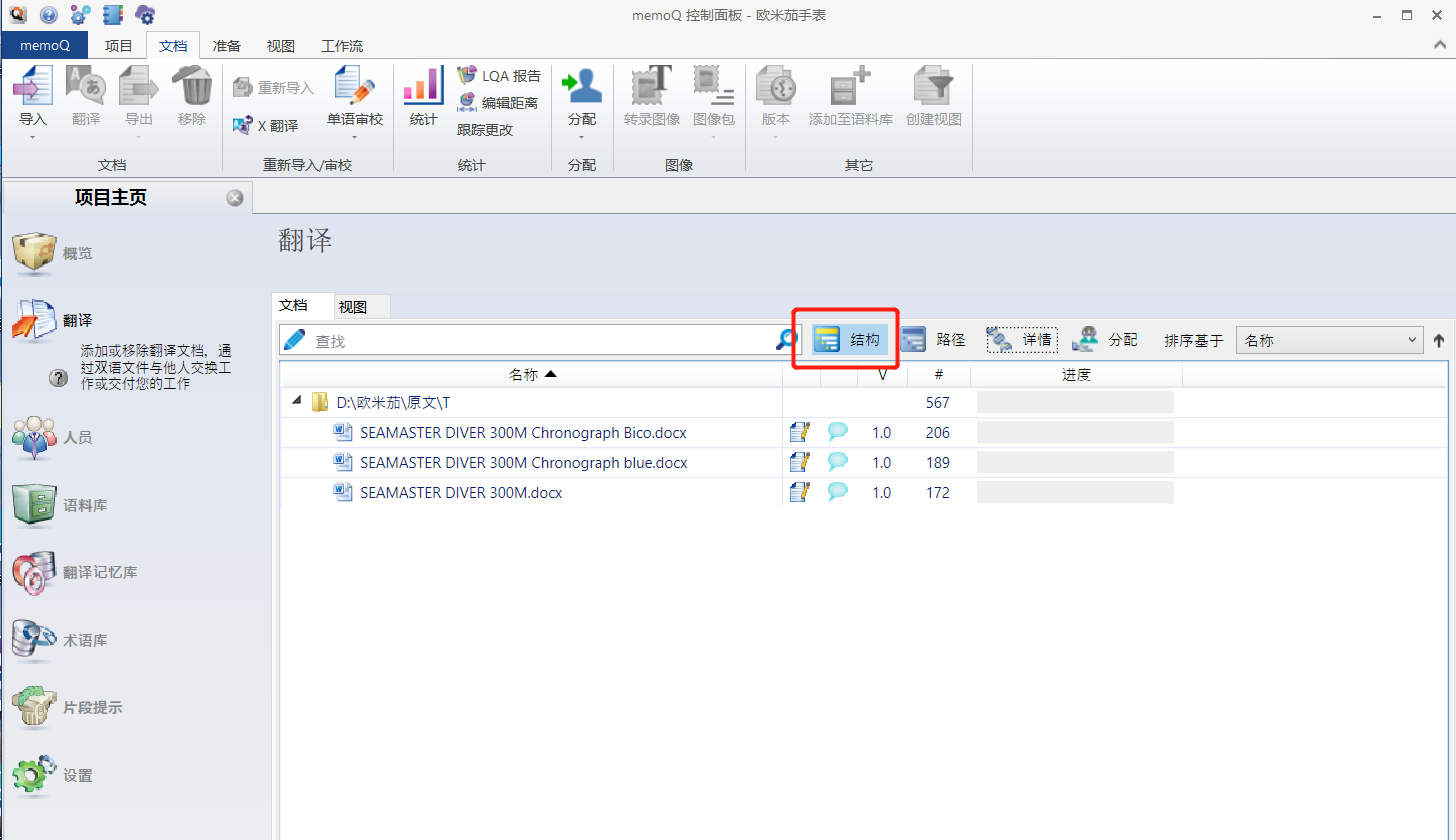 memoQ 控制面板 - 欧米茄手表
memoQ 项目 文档 准备 视图 工作流
导入 翻译 导出 移除
文档
重新导入
X 翻译
单语审校
重新导入/审校
统计
LQA 报告
编辑距离
跟踪更改
统计
分配
分配
转录图像 图像包
图像
版本 添加至语料库 创建视图
其它
项目主页
概览
翻译
添加或移除翻译文档，通
过双语文件与他人交换工
作或交付您的工作
人员
语料库
翻译记忆库
术语库
片段提示
设置
翻译
文档 视图
查找 结构 路径 详情 分配 排序基于 名称
名称 V # 进度
D:\欧米茄\原文\T 567
SEAMASTER DIVER 300M Chronograph Bico.docx 1.0 206
SEAMASTER DIVER 300M Chronograph blue.docx 1.0 189
SEAMASTER DIVER 300M.docx 1.0 172